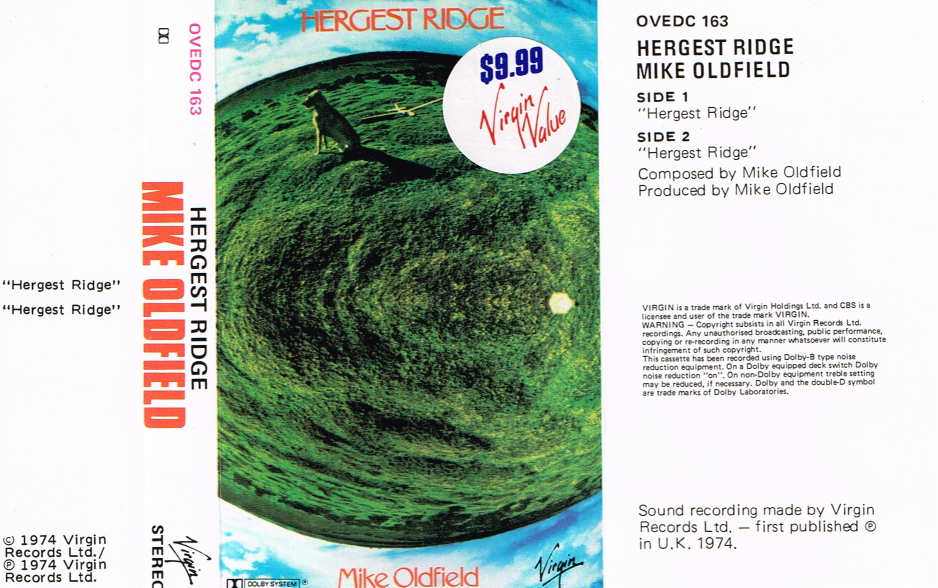 "Hergest Ridge"
"Hergest Ridge"
© 1974 Virgin
Records Ltd./
℗ 1974 Virgin
Records Ltd.
OVEDC 163
HERGEST RIDGE
MIKE OLDFIELD
Virgin
STEREO
HERGEST RIDGE
$9.99
Virgin
Value
DOLBY SYSTEM ®
Mike Oldfield
Virgin
OVEDC 163
HERGEST RIDGE
MIKE OLDFIELD
SIDE 1
"Hergest Ridge"
SIDE 2
"Hergest Ridge"
Composed by Mike Oldfield
Produced by Mike Oldfield
VIRGIN is a trade mark of Virgin Holdings Ltd. and CBS is a
licensee and user of the trade mark VIRGIN.
WARNING — Copyright subsists in all Virgin Records Ltd.
recordings. Any unauthorised broadcasting, public performance,
copying or re-recording in any manner whatsoever will constitute
infringement of such copyright.
This cassette has been recorded using Dolby-B type noise
reduction equipment. On a Dolby equipped deck switch Dolby
noise reduction "on". On non-Dolby equipment treble setting
may be reduced, if necessary. Dolby and the double-D symbol
are trade marks of Dolby Laboratories.
Sound recording made by Virgin
Records Ltd. — first published ℗
in U.K. 1974.